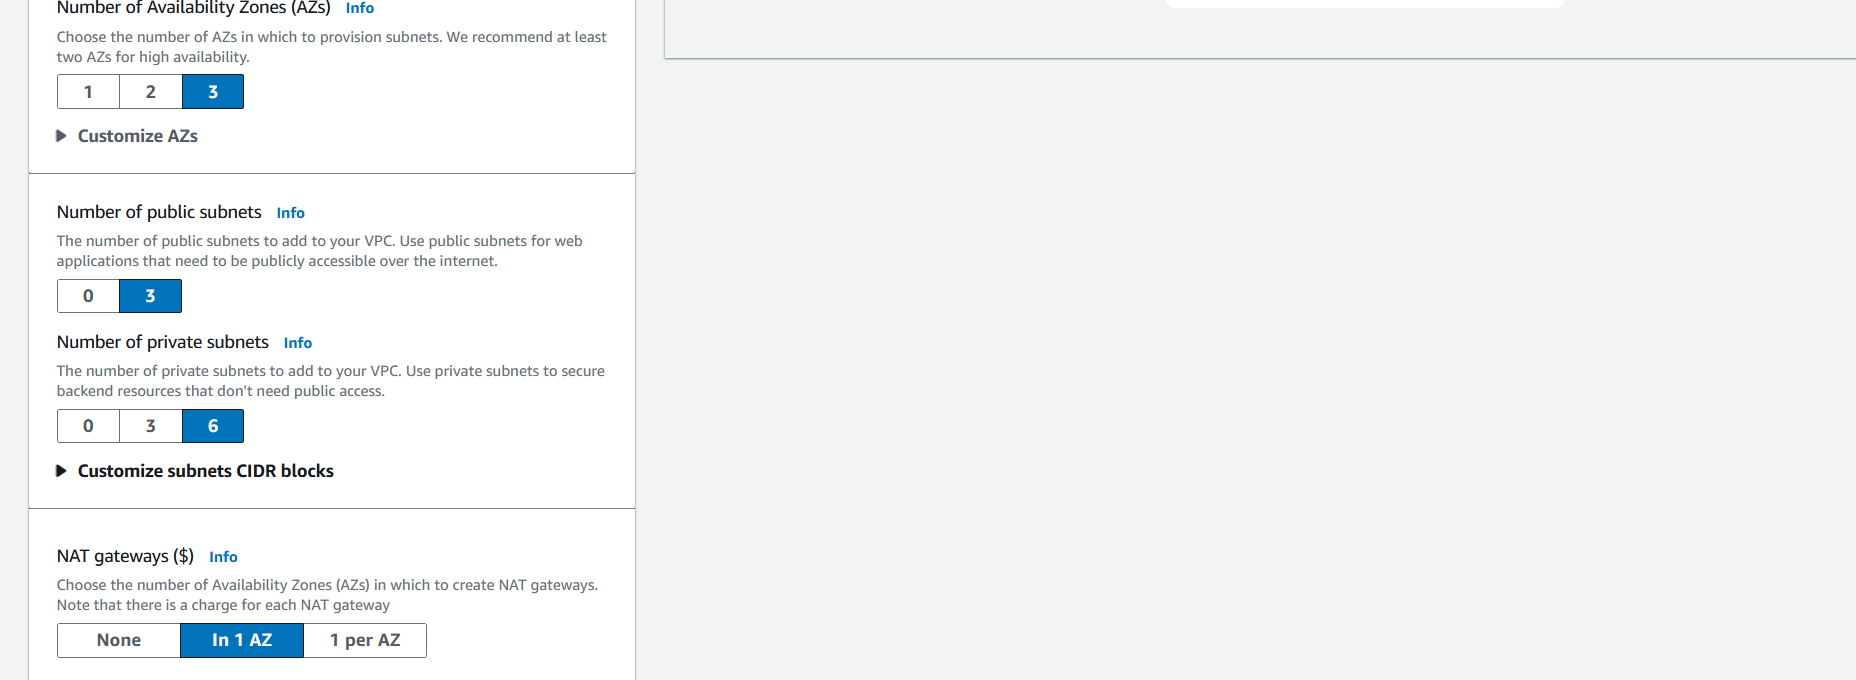 Number of Availability Zones (AZs) Info
Choose the number of AZs in which to provision subnets. We recommend at least
two AZs for high availability.
1 2 3
Customize AZs
Number of public subnets Info
The number of public subnets to add to your VPC. Use public subnets for web
applications that need to be publicly accessible over the internet.
0 3
Number of private subnets Info
The number of private subnets to add to your VPC. Use private subnets to secure
backend resources that don't need public access.
0 3 6
Customize subnets CIDR blocks
NAT gateways ($) Info
Choose the number of Availability Zones (AZs) in which to create NAT gateways.
Note that there is a charge for each NAT gateway
None In 1 AZ 1 per AZ